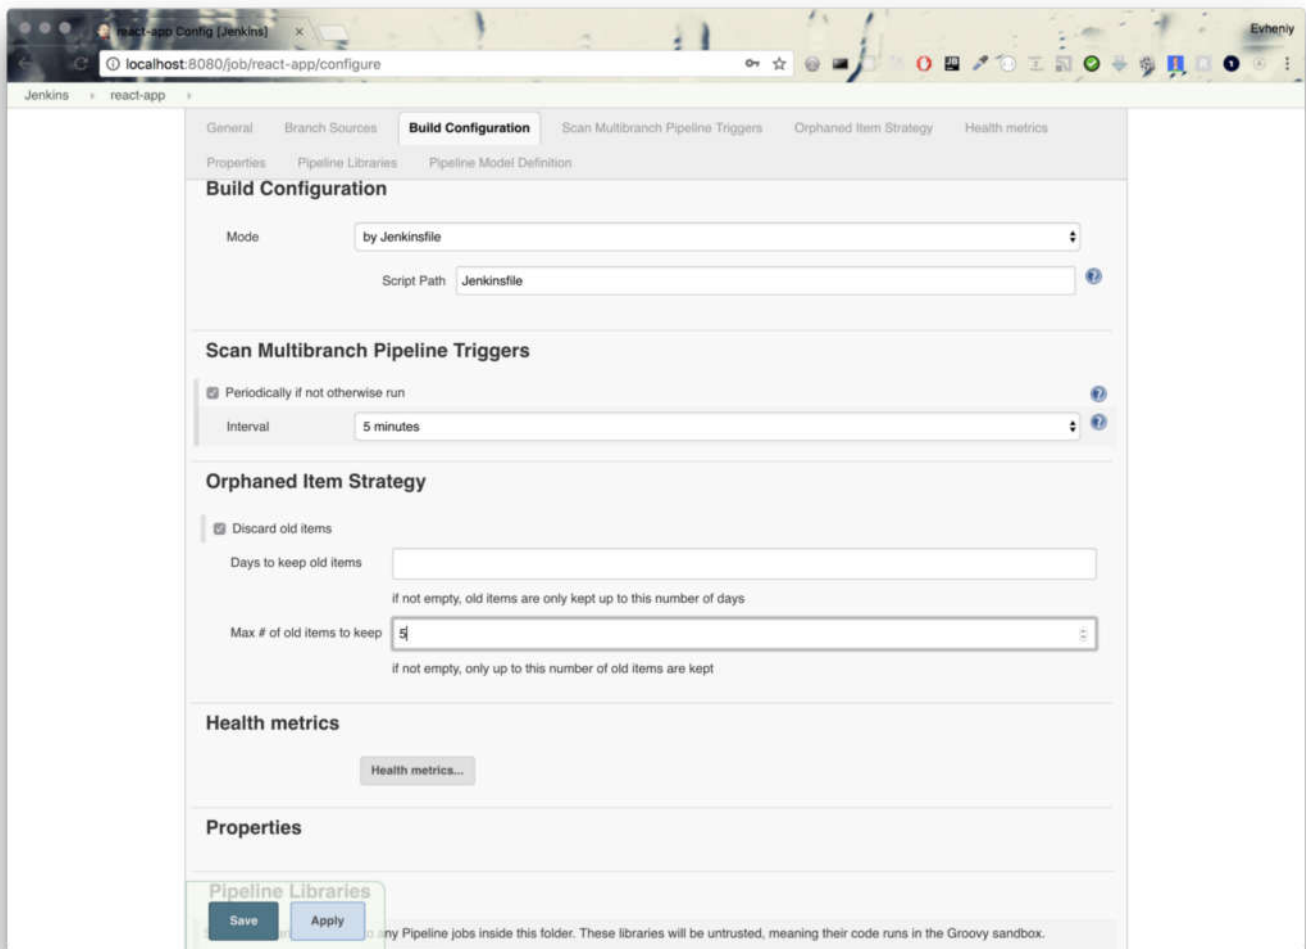 react-app Config [Jenkins]
Evheniy
localhost:8080/job/react-app/configure
Jenkins react-app
General Branch Sources Build Configuration Scan Multibranch Pipeline Triggers Orphaned Item Strategy Health metrics
Properties Pipeline Libraries Pipeline Model Definition
Build Configuration
Mode by Jenkinsfile
Script Path Jenkinsfile
Scan Multibranch Pipeline Triggers
Periodically if not otherwise run
Interval 5 minutes
Orphaned Item Strategy
Discard old items
Days to keep old items
if not empty, old items are only kept up to this number of days
Max # of old items to keep 5
if not empty, only up to this number of old items are kept
Health metrics
Health metrics...
Properties
Pipeline Libraries
Save Apply
any Pipeline jobs inside this folder. These libraries will be untrusted, meaning their code runs in the Groovy sandbox.